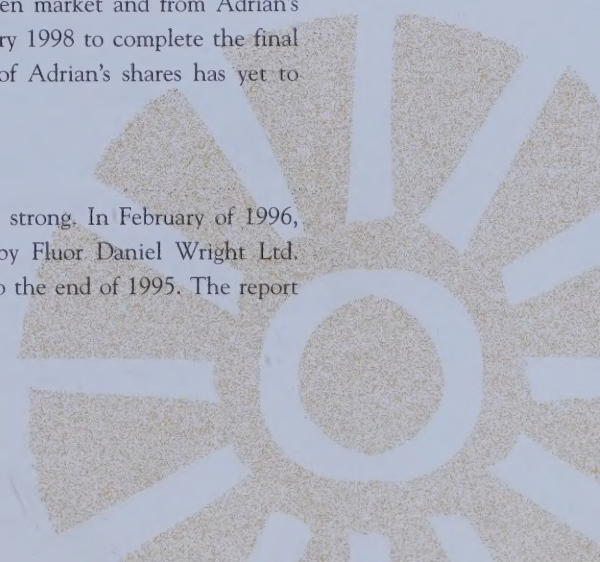 en market and from Adrian's
ry 1998 to complete the final
of Adrian's shares has yet to
strong. In February of 1996,
by Fluor Daniel Wright Ltd.
o the end of 1995. The report